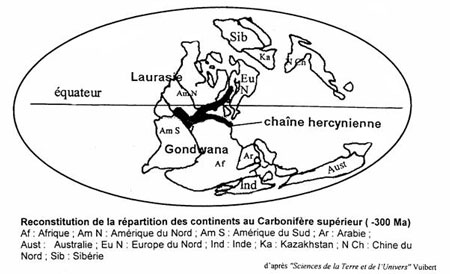 Sib
Ka
N Ch
Laurasie
Eu
N
Am N
équateur
chaîne hercynienne
Am S
Gondwana
Af
Ar
Ind
Aust
Reconstitution de la répartition des continents au Carbonifère supérieur ( -300 Ma)
Af : Afrique ; Am N : Amérique du Nord ; Am S : Amérique du Sud ; Ar : Arabie ;
Aust : Australie ; Eu N : Europe du Nord ; Ind : Inde ; Ka : Kazakhstan ; N Ch : Chine du
Nord ; Sib : Sibérie
d'après "Sciences de la Terre et de l'Univers" Vuibert